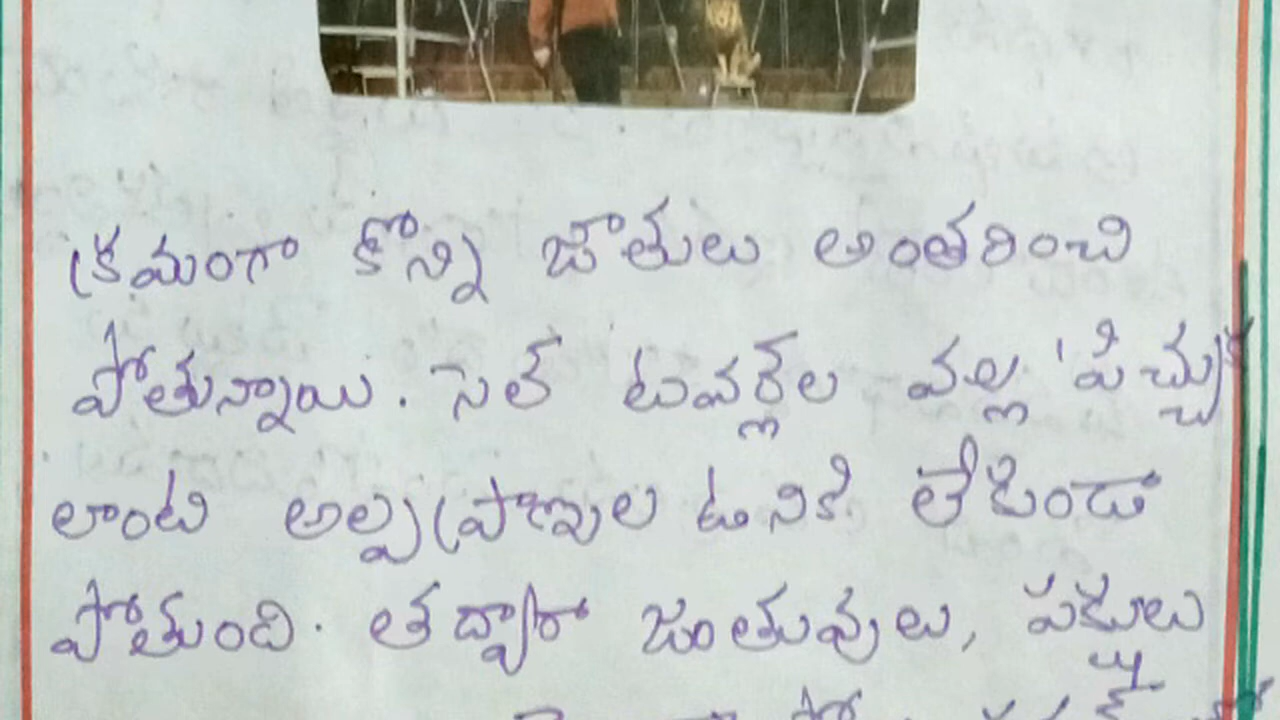 క్రమంగా కొన్ని జాతులు అంతరించి
పోతున్నాయి. సెల్ టవర్ల్ల వల్ల 'పిచ్చుక
లాంటి అల్పప్రాణుల ఉనికి లేకుండా
పోతుంది. తద్వారా జంతువులు, పక్షులు